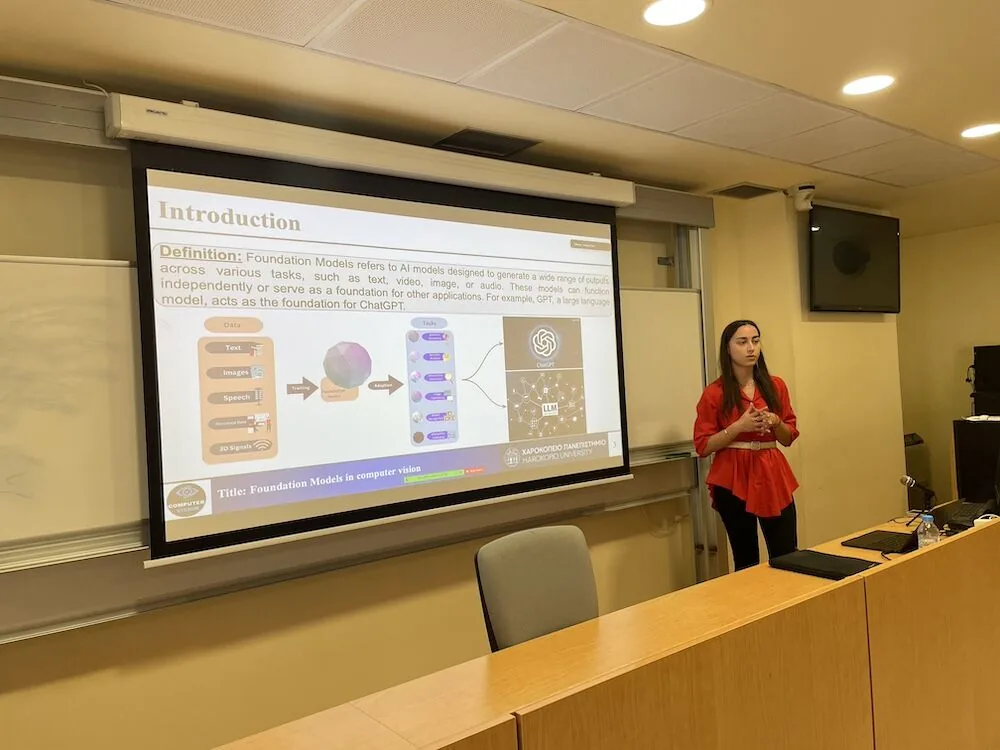 Introduction
Definition: Foundation Models refers to AI models designed to generate a wide range of outputs
across various tasks, such as text, video, image, or audio. These models can function
independently or serve as a foundation for other applications. For example, GPT, a large language
model, acts as the foundation for ChatGPT.
Data
Text
Images
Speech
3D Signals
Training
Adaption
Tasks
ChatGPT
LLM
ΧΑΡΟΚΟΠΕΙΟ ΠΑΝΕΠΙΣΤΗΜΙΟ
HAROKOPIO UNIVERSITY
COMPUTER
VISION
Title: Foundation Models in computer vision